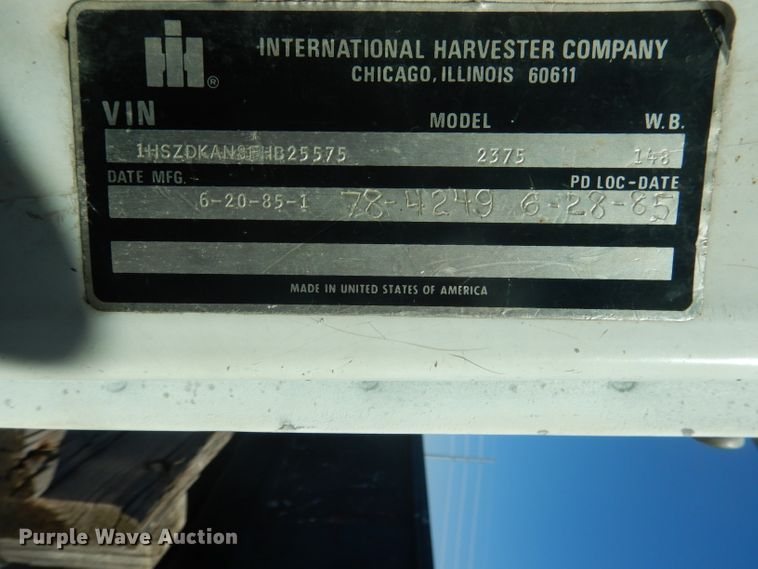 IH ®
INTERNATIONAL HARVESTER COMPANY
CHICAGO, ILLINOIS 60611
VIN MODEL W.B.
1HSZDKAN8FHB25575 2375 148
DATE MFG. PD LOC-DATE
6-20-85-1 78-4249 6-28-85
MADE IN UNITED STATES OF AMERICA
Purple Wave Auction